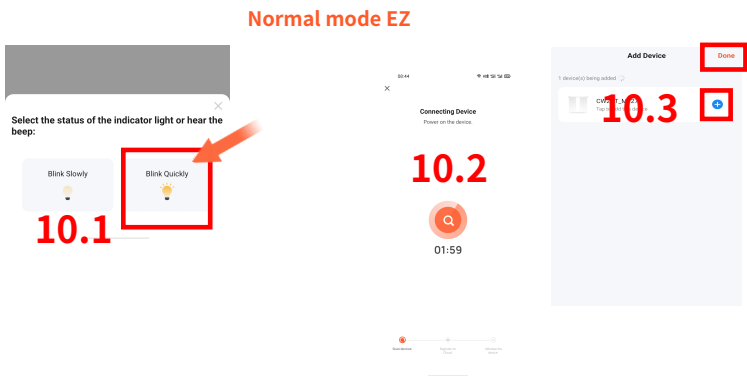 Normal mode EZ
Select the status of the indicator light or hear the
beep:
Blink Slowly
Blink Quickly
10.1
Connecting Device
Power on the device.
10.2
01:59
Scan devices
Add Device
Done
1 device(s) being added
10.3